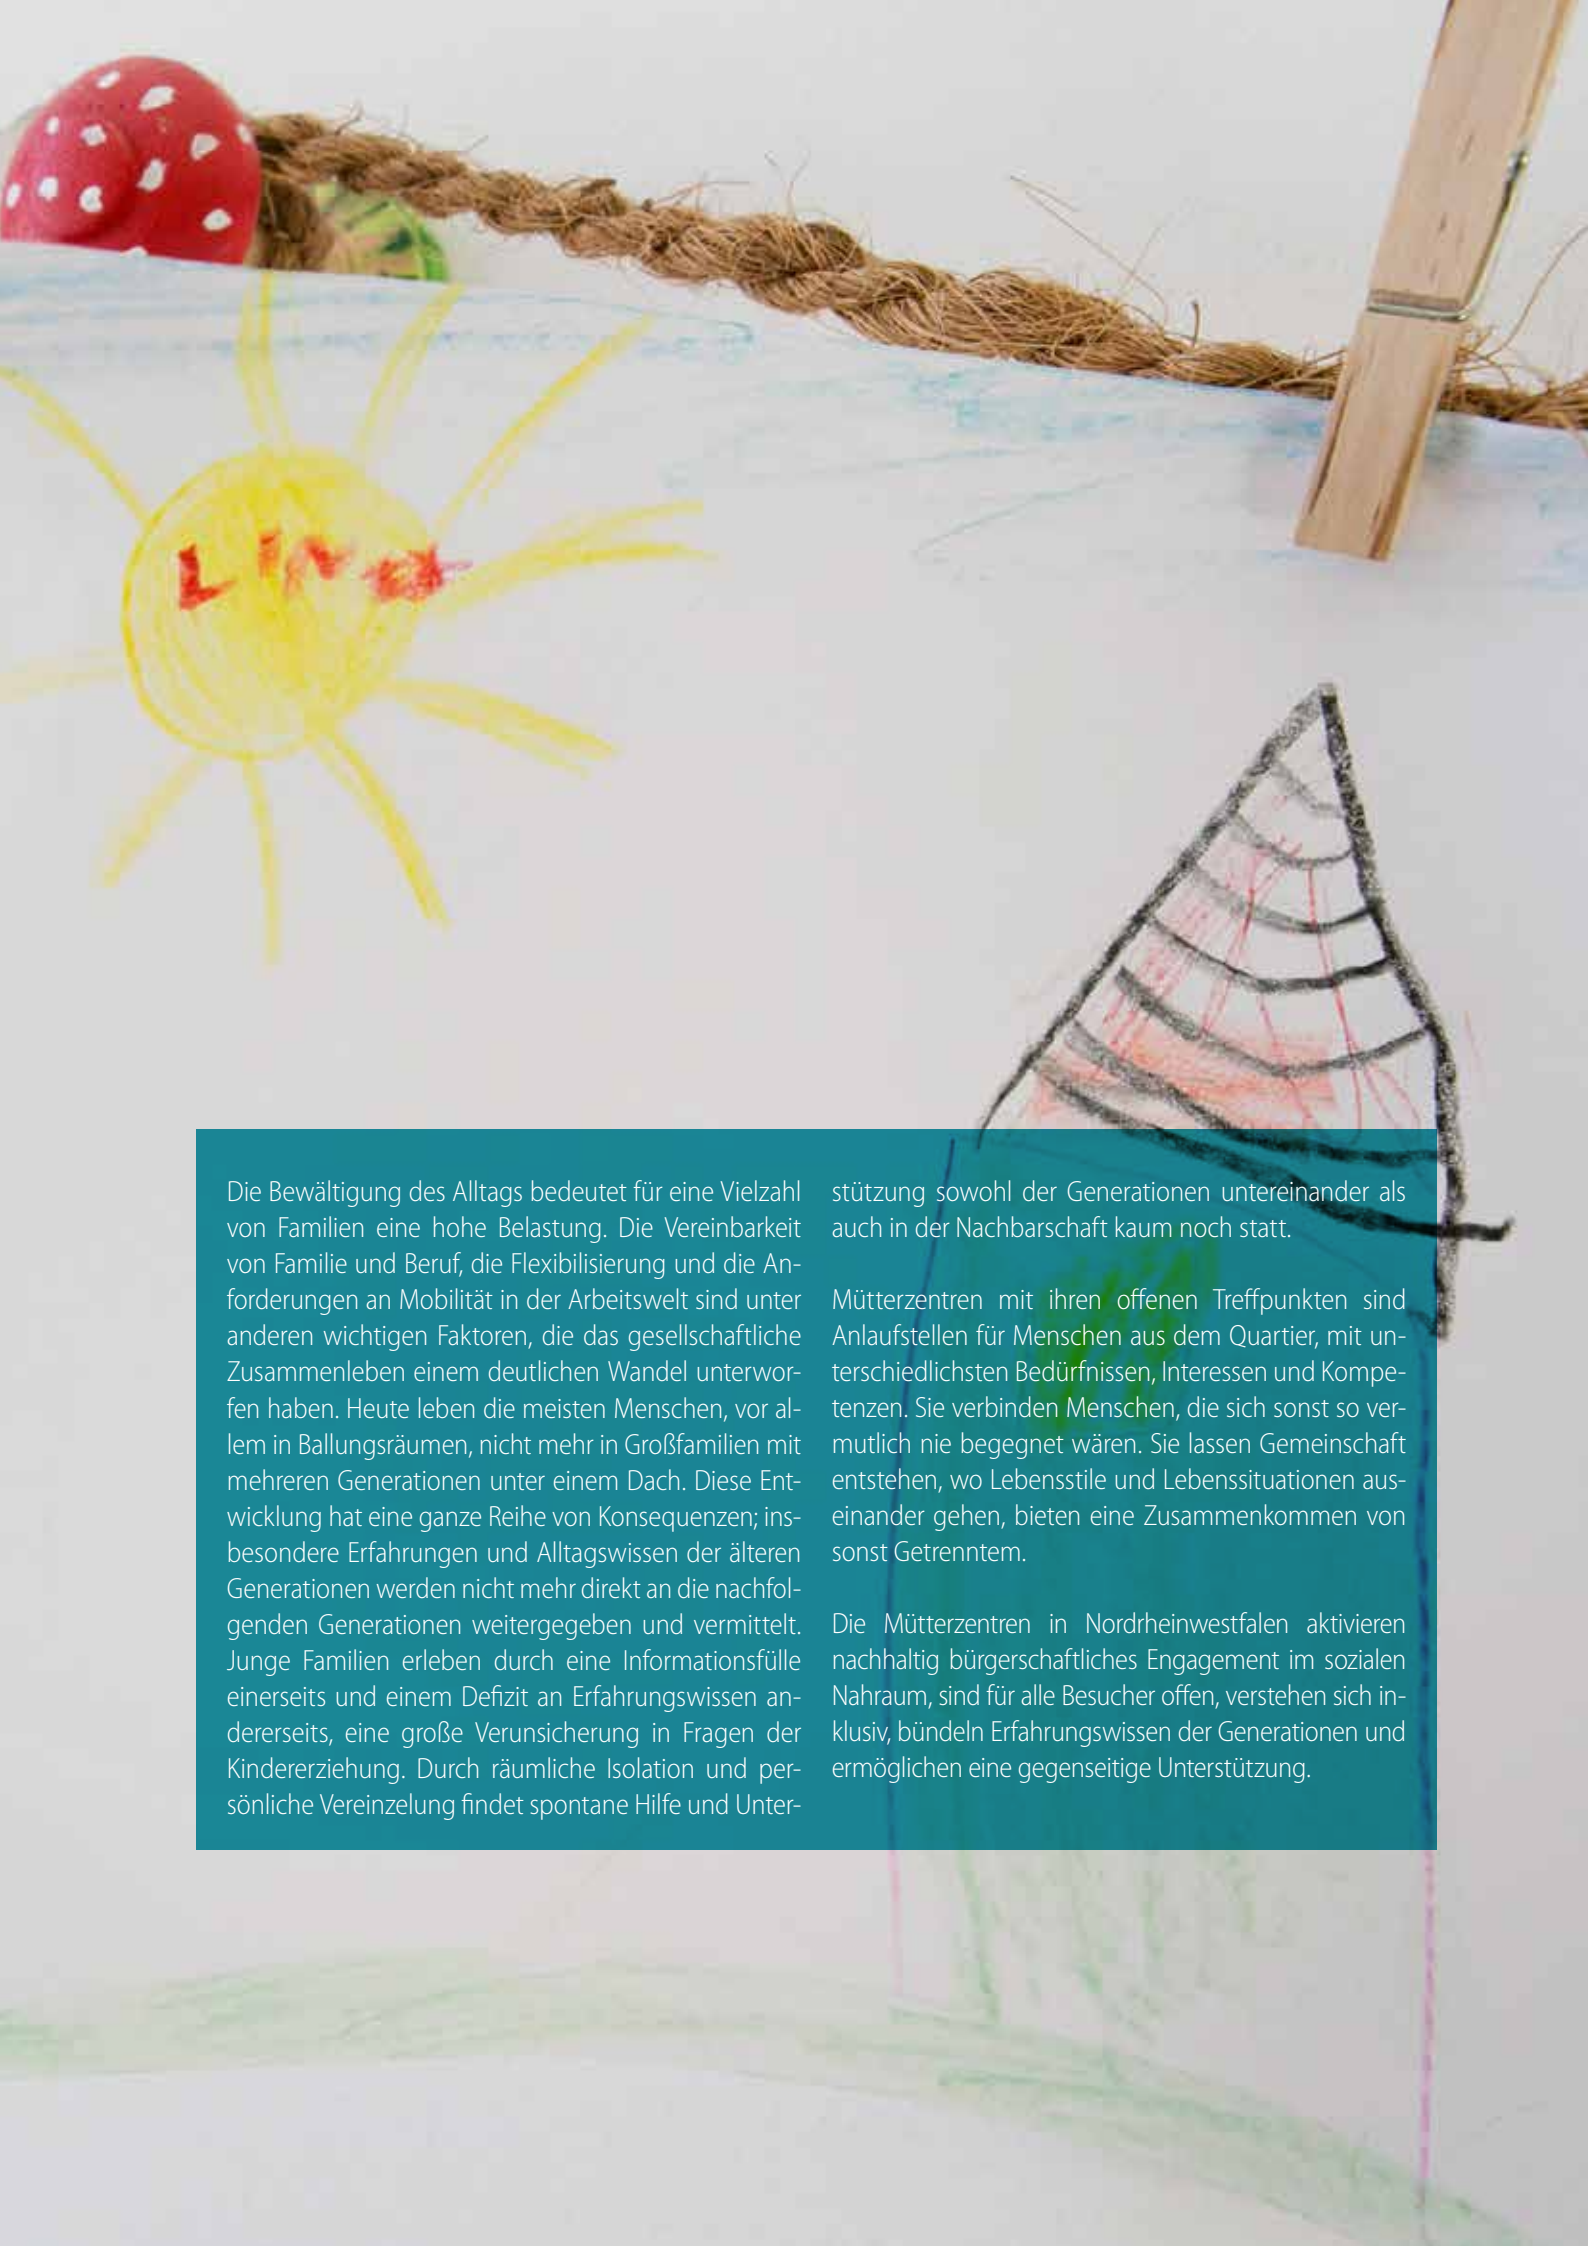 Lina
Die Bewältigung des Alltags bedeutet für eine Vielzahl
von Familien eine hohe Belastung. Die Vereinbarkeit
von Familie und Beruf, die Flexibilisierung und die An-
forderungen an Mobilität in der Arbeitswelt sind unter
anderen wichtigen Faktoren, die das gesellschaftliche
Zusammenleben einem deutlichen Wandel unterwor-
fen haben. Heute leben die meisten Menschen, vor al-
lem in Ballungsräumen, nicht mehr in Großfamilien mit
mehreren Generationen unter einem Dach. Diese Ent-
wicklung hat eine ganze Reihe von Konsequenzen; ins-
besondere Erfahrungen und Alltagswissen der älteren
Generationen werden nicht mehr direkt an die nachfol-
genden Generationen weitergegeben und vermittelt.
Junge Familien erleben durch eine Informationsfülle
einerseits und einem Defizit an Erfahrungswissen an-
dererseits, eine große Verunsicherung in Fragen der
Kindererziehung. Durch räumliche Isolation und per-
sönliche Vereinzelung findet spontane Hilfe und Unter-
stützung sowohl der Generationen untereinander als
auch in der Nachbarschaft kaum noch statt.
Mütterzentren mit ihren offenen Treffpunkten sind
Anlaufstellen für Menschen aus dem Quartier, mit un-
terschiedlichsten Bedürfnissen, Interessen und Kompe-
tenzen. Sie verbinden Menschen, die sich sonst so ver-
mutlich nie begegnet wären. Sie lassen Gemeinschaft
entstehen, wo Lebensstile und Lebenssituationen aus-
einander gehen, bieten eine Zusammenkommen von
sonst Getrenntem.
Die Mütterzentren in Nordrheinwestfalen aktivieren
nachhaltig bürgerschaftliches Engagement im sozialen
Nahraum, sind für alle Besucher offen, verstehen sich in-
klusiv, bündeln Erfahrungswissen der Generationen und
ermöglichen eine gegenseitige Unterstützung.